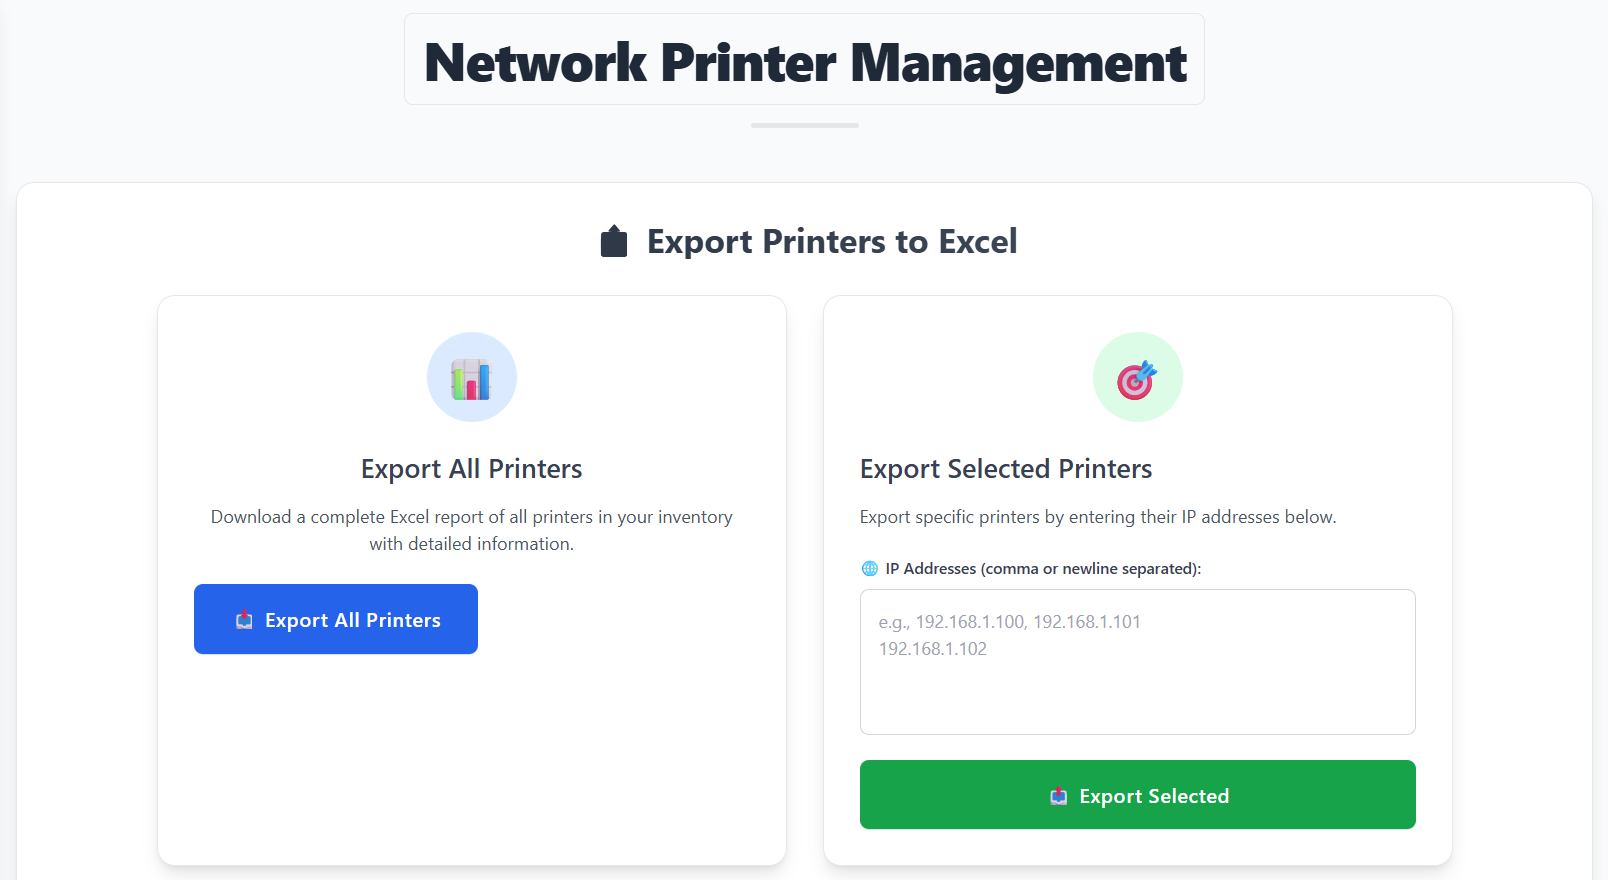 Network Printer Management
Export Printers to Excel
Export All Printers
Download a complete Excel report of all printers in your inventory
with detailed information.
Export All Printers
Export Selected Printers
Export specific printers by entering their IP addresses below.
IP Addresses (comma or newline separated):
e.g., 192.168.1.100, 192.168.1.101
192.168.1.102
Export Selected